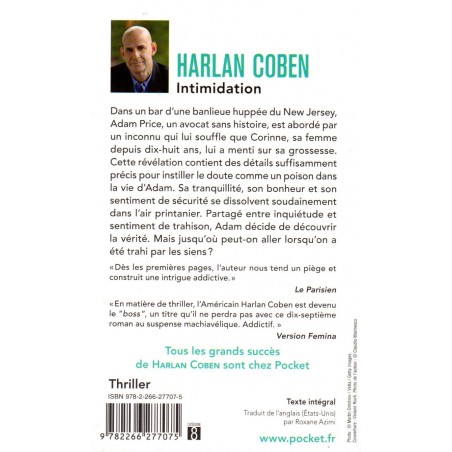 HARLAN COBEN
Intimidation
Dans un bar d'une banlieue huppée du New Jersey,
Adam Price, un avocat sans histoire, est abordé par
un inconnu qui lui souffle que Corinne, sa femme
depuis dix-huit ans, lui a menti sur sa grossesse.
Cette révélation contient des détails suffisamment
précis pour instiller le doute comme un poison dans
la vie d'Adam. Sa tranquillité, son bonheur et son
sentiment de sécurité se dissolvent soudainement
dans l'air printanier. Partagé entre inquiétude et
sentiment de trahison, Adam décide de découvrir
la vérité. Mais jusqu'où peut-on aller lorsqu'on a
été trahi par les siens ?
« Dès les premières pages, l'auteur nous tend un piège et
construit une intrigue addictive. »
Le Parisien
« En matière de thriller, l'Américain Harlan Coben est devenu
le "boss", un titre qu'il ne perdra pas avec ce dix-septième
roman au suspense machiavélique. Addictif. »
Version Femina
Tous les grands succès
de HARLAN COBEN sont chez Pocket
Thriller
ISBN 978-2-266-27707-5
9782266277075
8
Texte intégral
Traduit de l'anglais (États-Unis)
par Roxane Azimi
www.pocket.fr